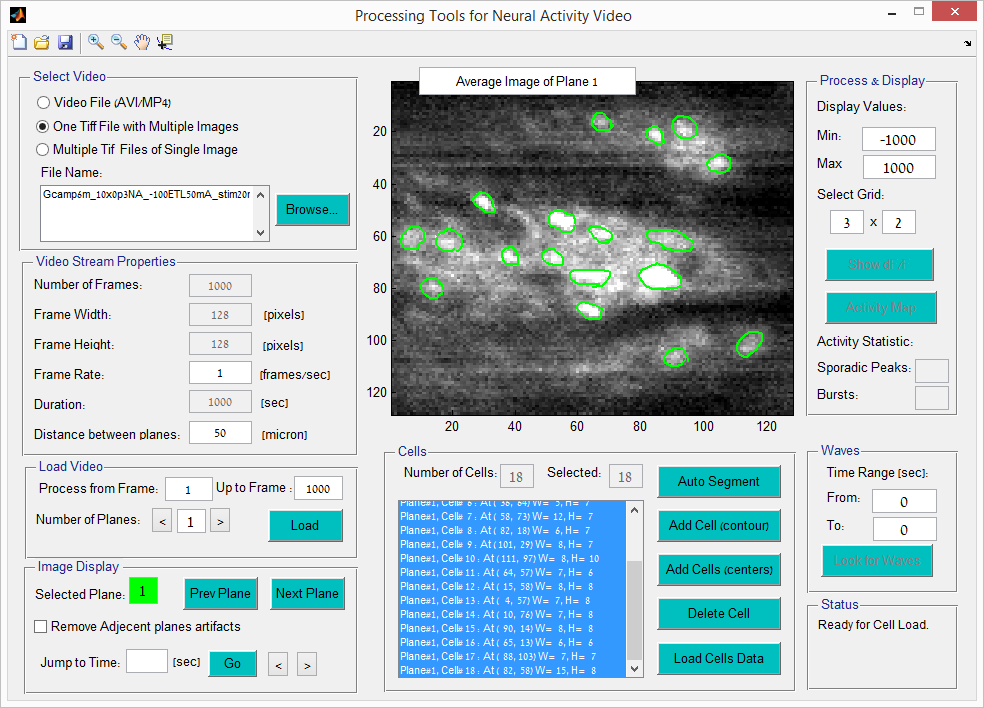 Processing Tools for Neural Activity Video
Select Video
Video File (AVI/MP4)
One Tiff File with Multiple Images
Multiple Tif Files of Single Image
File Name:
Gcamp6m_10x0p3NA_-100ETL50mA_stim20r
Browse...
Video Stream Properties
Number of Frames: 1000
Frame Width: 128 [pixels]
Frame Height: 128 [pixels]
Frame Rate: 1 [frames/sec]
Duration: 1000 [sec]
Distance between planes: 50 [micron]
Load Video
Process from Frame: 1 Up to Frame : 1000
Number of Planes: < 1 > Load
Image Display
Selected Plane: 1 Prev Plane Next Plane
Remove Adjecent planes artifacts
Jump to Time: [sec] Go < >
Average Image of Plane 1
20
40
60
80
100
120
20 40 60 80 100 120
Cells
Number of Cells: 18 Selected: 18
Plane#1, Cell# 6 : At ( 38, 64) W= 5, H= 7
Plane#1, Cell# 7 : At ( 58, 73) W= 12, H= 7
Plane#1, Cell# 8 : At ( 82, 18) W= 6, H= 7
Plane#1, Cell# 9 : At (101, 29) W= 8, H= 7
Plane#1, Cell# 10 : At (111, 97) W= 8, H= 10
Plane#1, Cell# 11 : At ( 64, 57) W= 7, H= 6
Plane#1, Cell# 12 : At ( 15, 58) W= 8, H= 8
Plane#1, Cell# 13 : At ( 4, 57) W= 7, H= 8
Plane#1, Cell# 14 : At ( 10, 76) W= 7, H= 8
Plane#1, Cell# 15 : At ( 90, 14) W= 8, H= 8
Plane#1, Cell# 16 : At ( 65, 13) W= 6, H= 6
Plane#1, Cell# 17 : At ( 88, 103) W= 7, H= 7
Plane#1, Cell# 18 : At ( 82, 58) W= 15, H= 8
Auto Segment
Add Cell (contour)
Add Cells (centers)
Delete Cell
Load Cells Data
Process & Display
Display Values:
Min: -1000
Max 1000
Select Grid:
3 x 2
Show df/f
Activity Map
Activity Statistic:
Sporadic Peaks:
Bursts:
Waves
Time Range [sec]:
From: 0
To: 0
Look for Waves
Status
Ready for Cell Load.